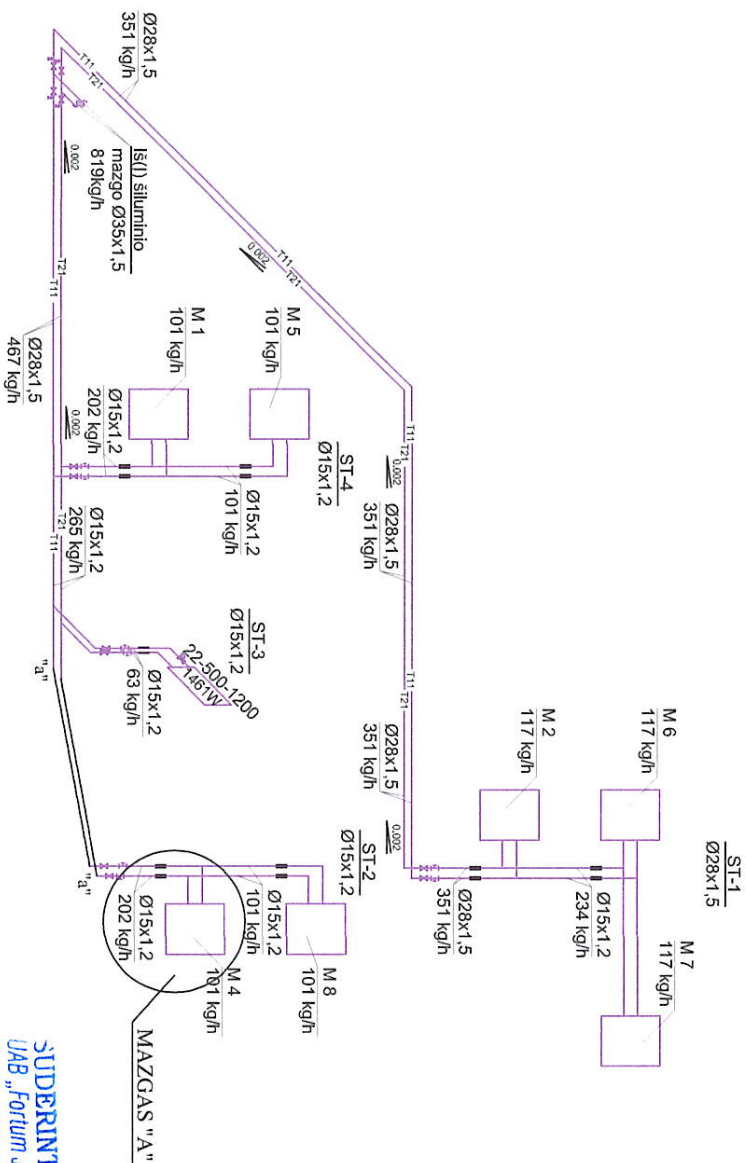 ST-1
Ø28x1,5
M 6
117 kg/h
M 7
117 kg/h
M 2
117 kg/h
Ø15x1,2
234 kg/h
Ø28x1,5
351 kg/h
Ø28x1,5
351 kg/h
0.002
T11
T21
Ø28x1,5
351 kg/h
0.002
T11
T21
T11
T21
0.002
Ø28x1,5
351 kg/h
T11
T21
Iš(Į) šiluminio
mazgo Ø35x1,5
819kg/h
0.002
T21
T11
Ø28x1,5
467 kg/h
0.002
M 5
101 kg/h
M 1
101 kg/h
ST-4
Ø15x1,2
Ø15x1,2
101 kg/h
Ø15x1,2
202 kg/h
T21
T11
Ø15x1,2
265 kg/h
ST-3
Ø15x1,2
22-500-1200
1461W
Ø15x1,2
63 kg/h
"a"
"a"
ST-2
Ø15x1,2
M 8
101 kg/h
Ø15x1,2
101 kg/h
M 4
101 kg/h
Ø15x1,2
202 kg/h
MAZGAS "A"
UAB „Fortum